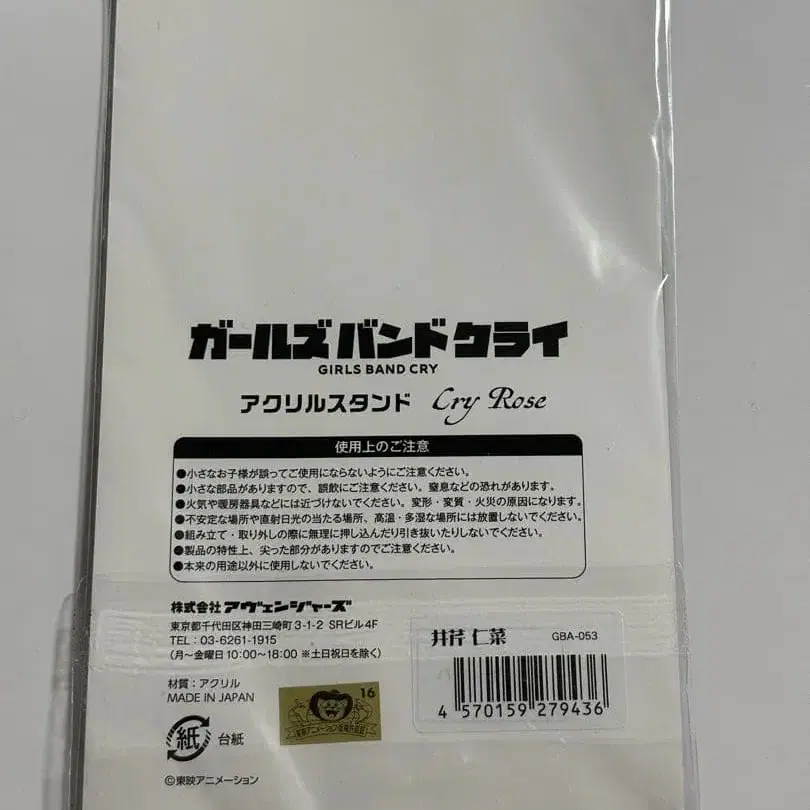 ガールズバンドクライ
GIRLS BAND CRY
アクリルスタンド Cry Rose
使用上のご注意
●小さなお子様が誤ってご使用にならないようにご注意ください。
●小さな部品がありますので、誤飲にご注意ください。窒息などの恐れがあります。
●火気や暖房器具などには近づけないでください。変形・変質・火災の原因になります。
●不安定な場所や直射日光の当たる場所、高温・多湿な場所には放置しないでください。
●組み立て・取り外しの際に無理に押し込んだり引き抜いたりしないでください。
●製品の特性上、尖った部分がありますのでご注意ください。
●本来の用途以外に使用しないでください。
株式会社アヴェンジャーズ
東京都千代田区神田三崎町3-1-2 SRビル4F
TEL：03-6261-1915
(月〜金曜日10:00〜18:00 ※土日祝日を除く)
井芹 仁菜 GBA-053
4 570159 279436
材質：アクリル
MADE IN JAPAN
16
紙 台紙
©東映アニメーション